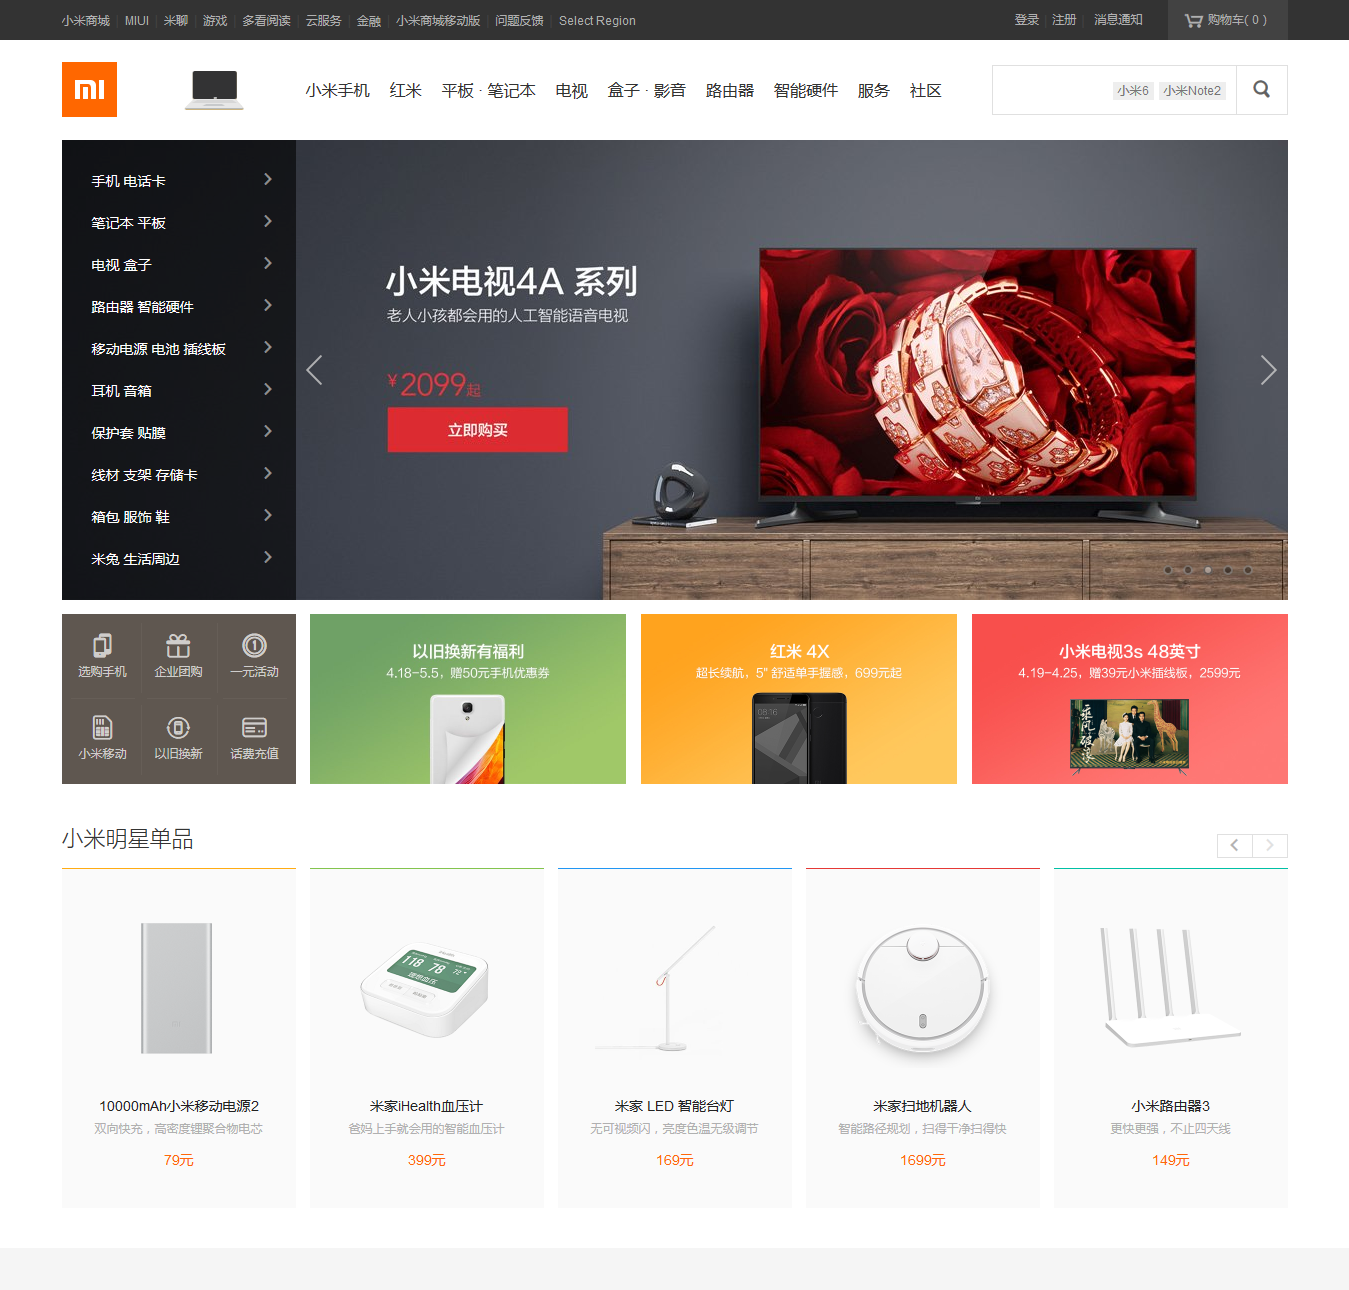 小米商城 | MIUI | 米聊 | 游戏 | 多看阅读 | 云服务 | 金融 | 小米商城移动版 | 问题反馈 | Select Region
登录 | 注册 | 消息通知 购物车( 0 )
小米手机 红米 平板 · 笔记本 电视 盒子 · 影音 路由器 智能硬件 服务 社区
小米6 小米Note2
手机 电话卡
笔记本 平板
电视 盒子
路由器 智能硬件
移动电源 电池 插线板
耳机 音箱
保护套 贴膜
线材 支架 存储卡
箱包 服饰 鞋
米兔 生活周边
小米电视4A 系列
老人小孩都会用的人工智能语音电视
¥2099起
立即购买
选购手机 企业团购 一元活动
小米移动 以旧换新 话费充值
以旧换新有福利
4.18-5.5，赠50元手机优惠券
红米 4X
超长续航，5" 舒适单手握感，699元起
08:16
小米电视3s 48英寸
4.19-4.25，赠39元小米插线板，2599元
乘风破浪
小米明星单品
118 78 72
10000mAh小米移动电源2
双向快充，高密度锂聚合物电芯
79元
米家iHealth血压计
爸妈上手就会用的智能血压计
399元
米家 LED 智能台灯
无可视频闪，亮度色温无级调节
169元
米家扫地机器人
智能路径规划，扫得干净扫得快
1699元
小米路由器3
更快更强，不止四天线
149元